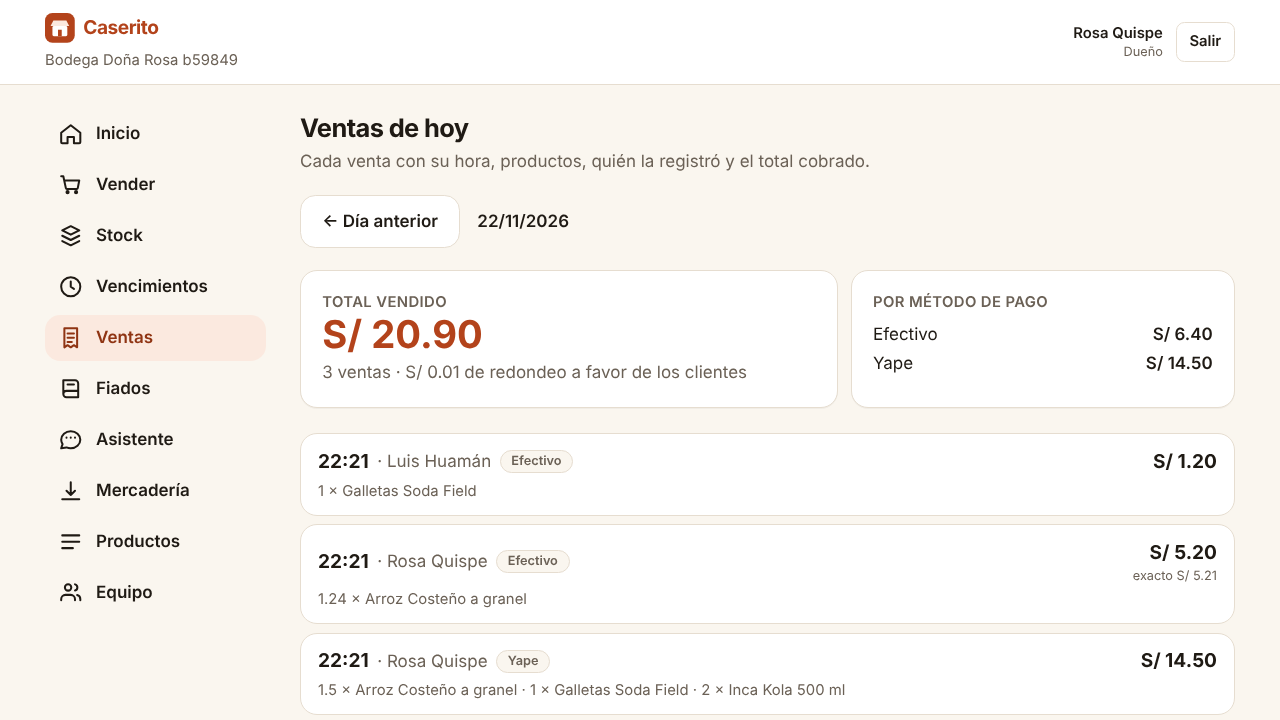 Caserito
Bodega Doña Rosa b59849
Rosa Quispe
Dueño
Salir
Inicio
Vender
Stock
Vencimientos
Ventas
Fiados
Asistente
Mercadería
Productos
Equipo
Ventas de hoy
Cada venta con su hora, productos, quién la registró y el total cobrado.
← Día anterior
22/11/2026
TOTAL VENDIDO
S/ 20.90
3 ventas · S/ 0.01 de redondeo a favor de los clientes
POR MÉTODO DE PAGO
Efectivo S/ 6.40
Yape S/ 14.50
22:21 · Luis Huamán Efectivo S/ 1.20
1 × Galletas Soda Field
22:21 · Rosa Quispe Efectivo S/ 5.20
exacto S/ 5.21
1.24 × Arroz Costeño a granel
22:21 · Rosa Quispe Yape S/ 14.50
1.5 × Arroz Costeño a granel · 1 × Galletas Soda Field · 2 × Inca Kola 500 ml